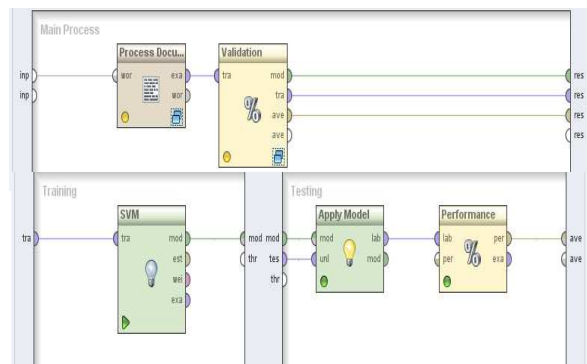 Main Process
Process Docu... Validation
inp wor exa tra mod res
inp wor tra res
ave res
ave res
Training Testing
SVM Apply Model Performance
tra tra mod mod mod mod lab lab per ave
est thr tes unl mod per exa ave
wei thr
exa